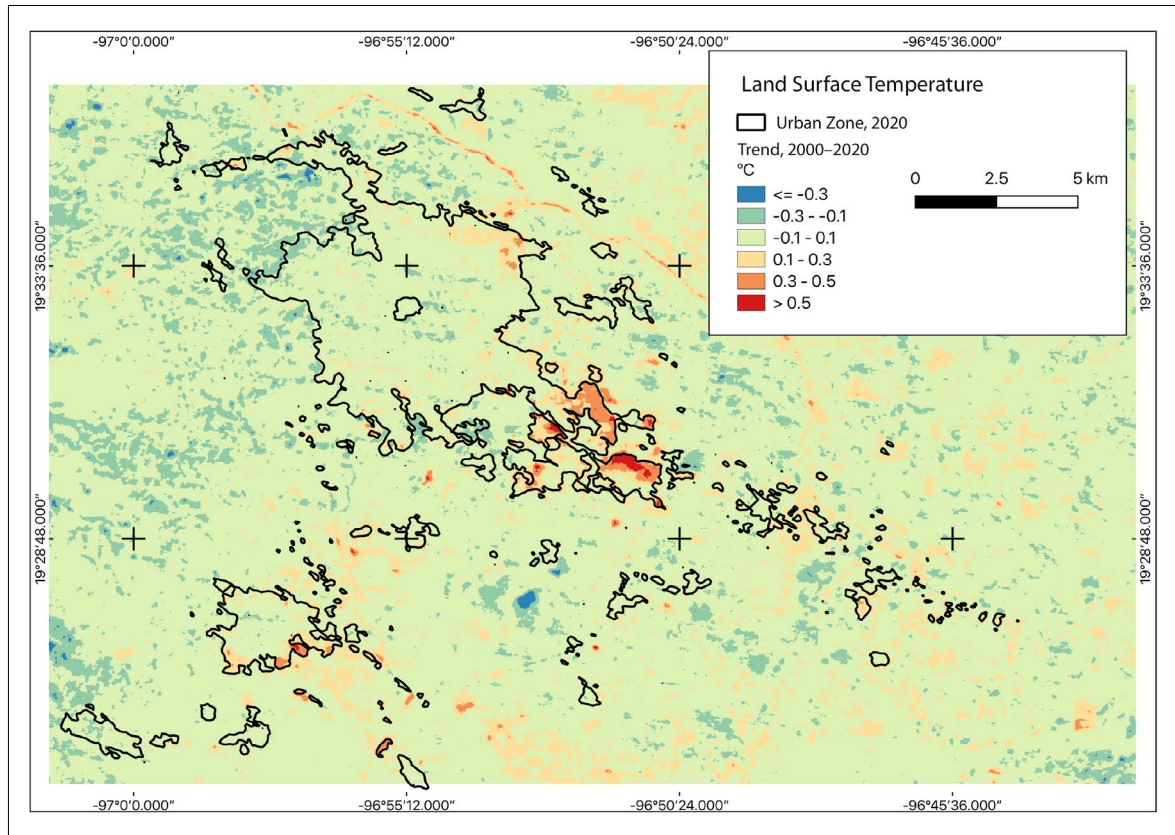 -97°0′0.000″ -96°55′12.000″ -96°50′24.000″ -96°45′36.000″
Land Surface Temperature
Urban Zone, 2020
Trend, 2000–2020
°C
<= -0.3
-0.3 - -0.1
-0.1 - 0.1
0.1 - 0.3
0.3 - 0.5
> 0.5
0 2.5 5 km
19°33′36.000″ 19°33′36.000″
19°28′48.000″ 19°28′48.000″
-97°0′0.000″ -96°55′12.000″ -96°50′24.000″ -96°45′36.000″